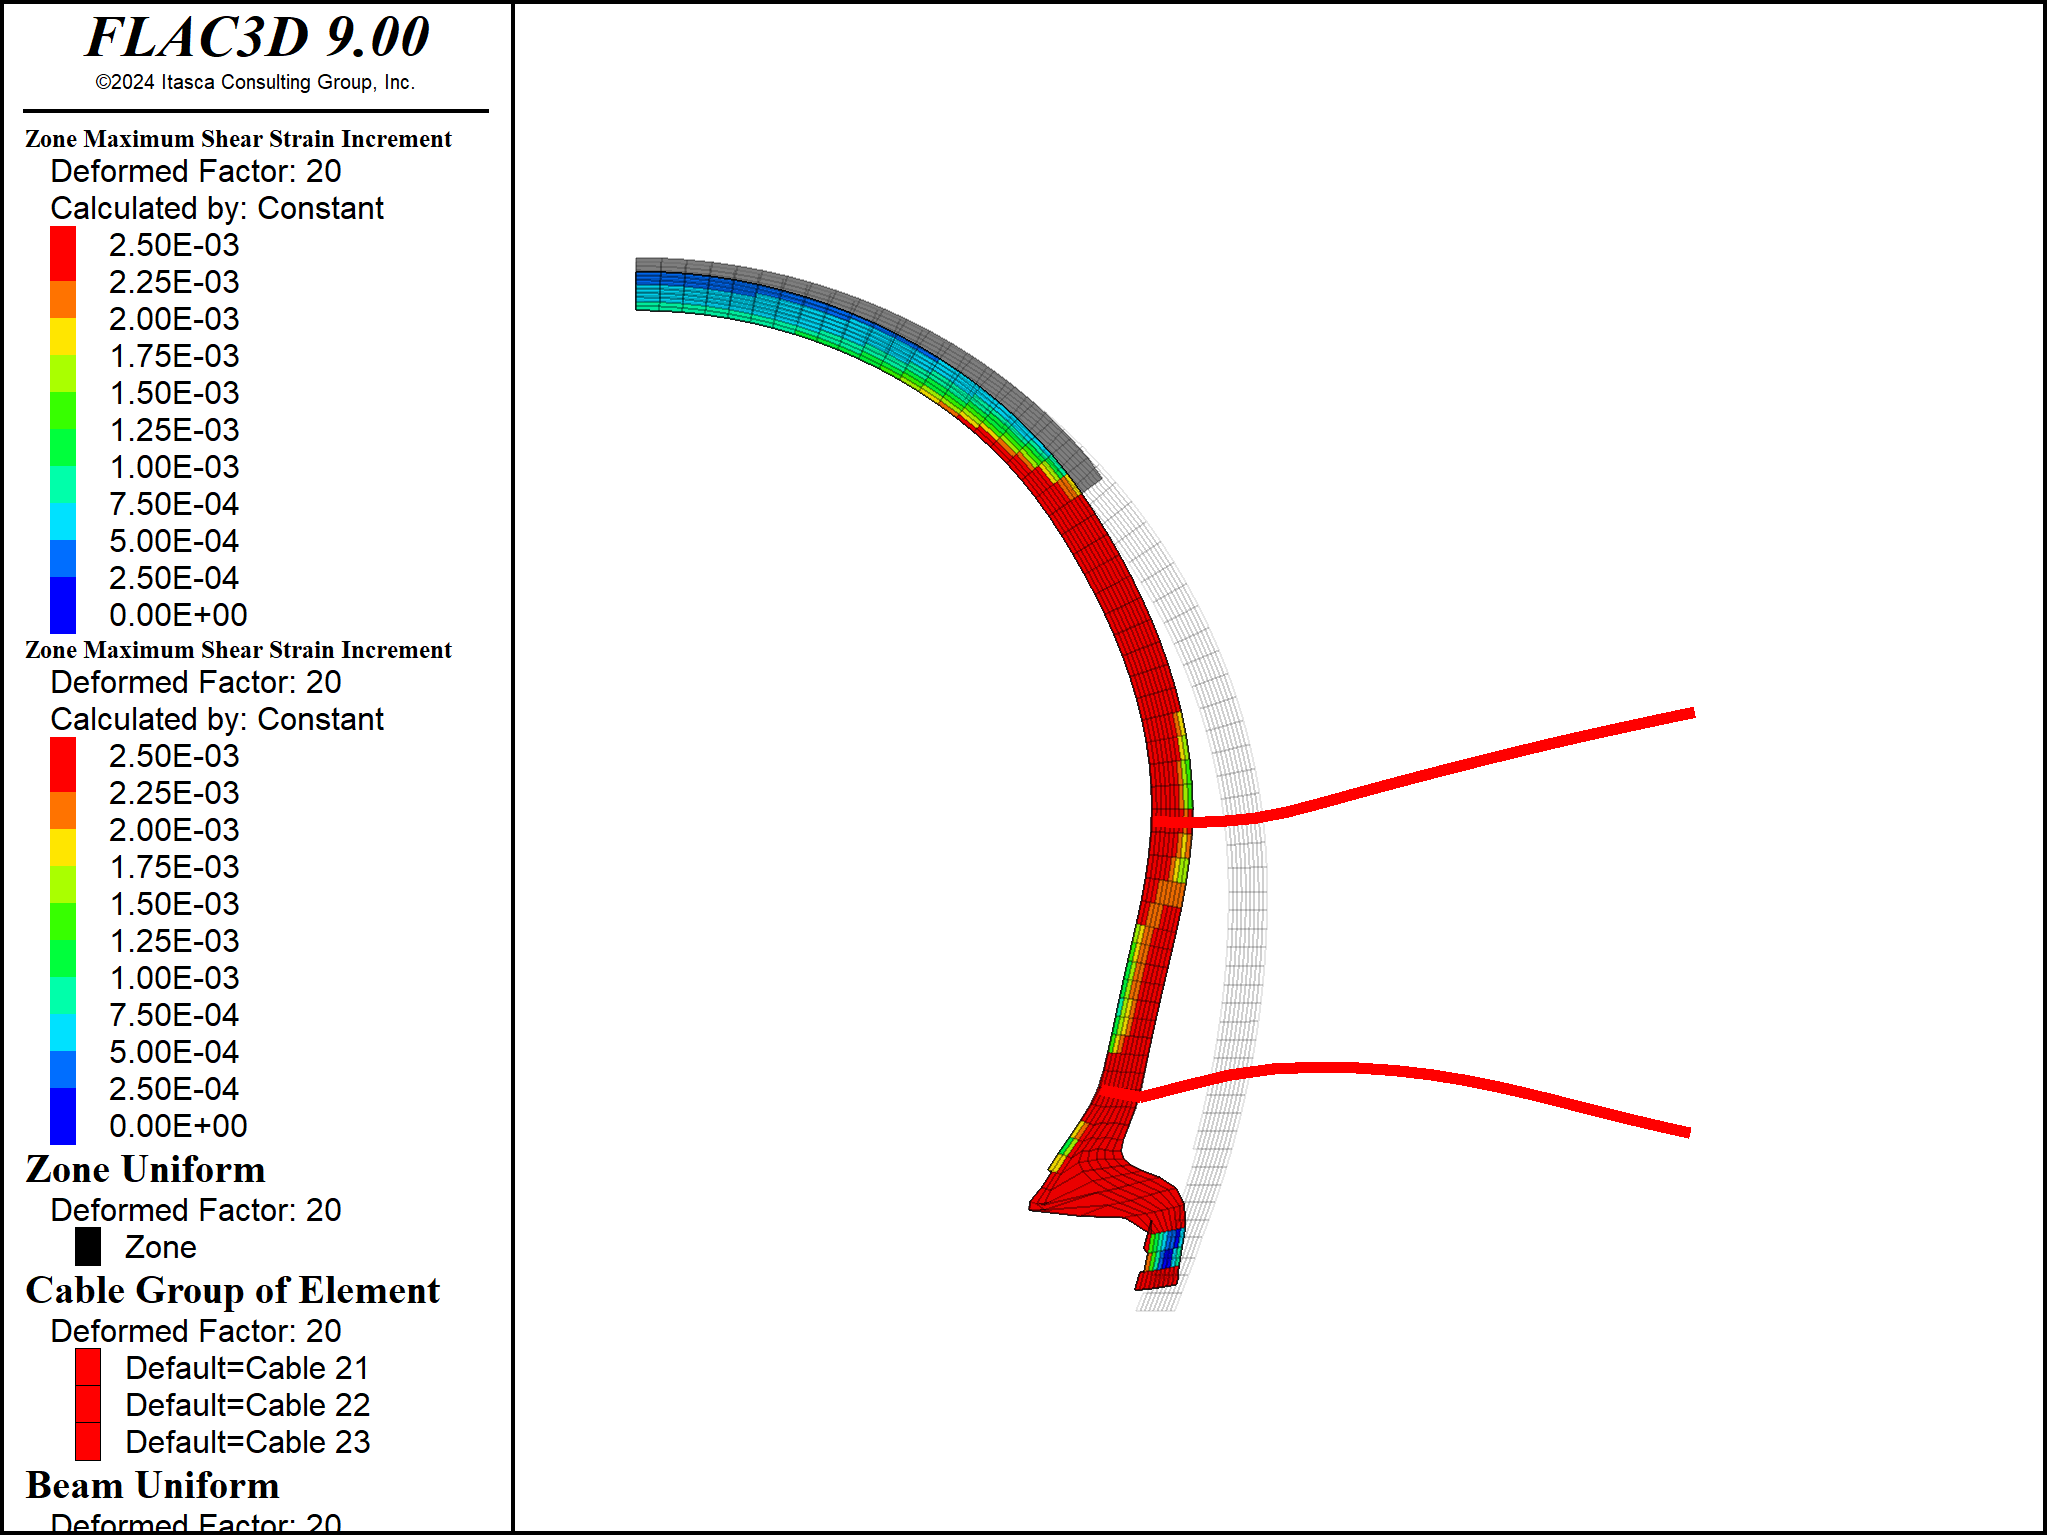 FLAC3D 9.00
©2024 Itasca Consulting Group, Inc.
Zone Maximum Shear Strain Increment
Deformed Factor: 20
Calculated by: Constant
2.50E-03
2.25E-03
2.00E-03
1.75E-03
1.50E-03
1.25E-03
1.00E-03
7.50E-04
5.00E-04
2.50E-04
0.00E+00
Zone Maximum Shear Strain Increment
Deformed Factor: 20
Calculated by: Constant
2.50E-03
2.25E-03
2.00E-03
1.75E-03
1.50E-03
1.25E-03
1.00E-03
7.50E-04
5.00E-04
2.50E-04
0.00E+00
Zone Uniform
Deformed Factor: 20
Zone
Cable Group of Element
Deformed Factor: 20
Default=Cable 21
Default=Cable 22
Default=Cable 23
Beam Uniform
Deformed Factor: 20